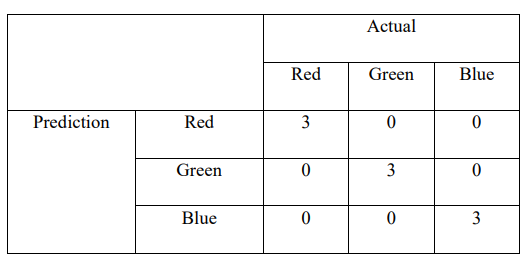 Actual
Red Green Blue
Prediction Red 3 0 0
Green 0 3 0
Blue 0 0 3